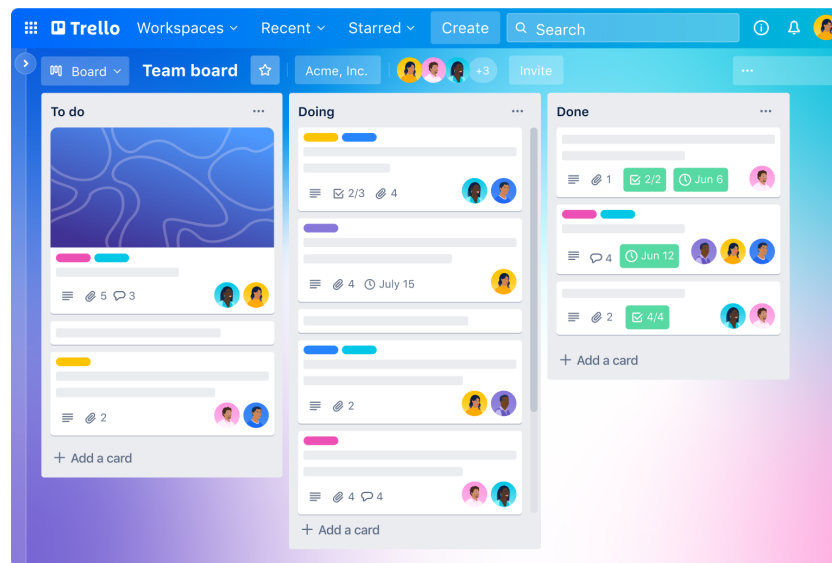 Trello Workspaces Recent Starred Create Search
Board Team board Acme, Inc. +3 Invite
To do
5 3
2
Add a card
Doing
2/3 4
4 July 15
2
4 4
Add a card
Done
1 2/2 Jun 6
4 Jun 12
2 4/4
Add a card